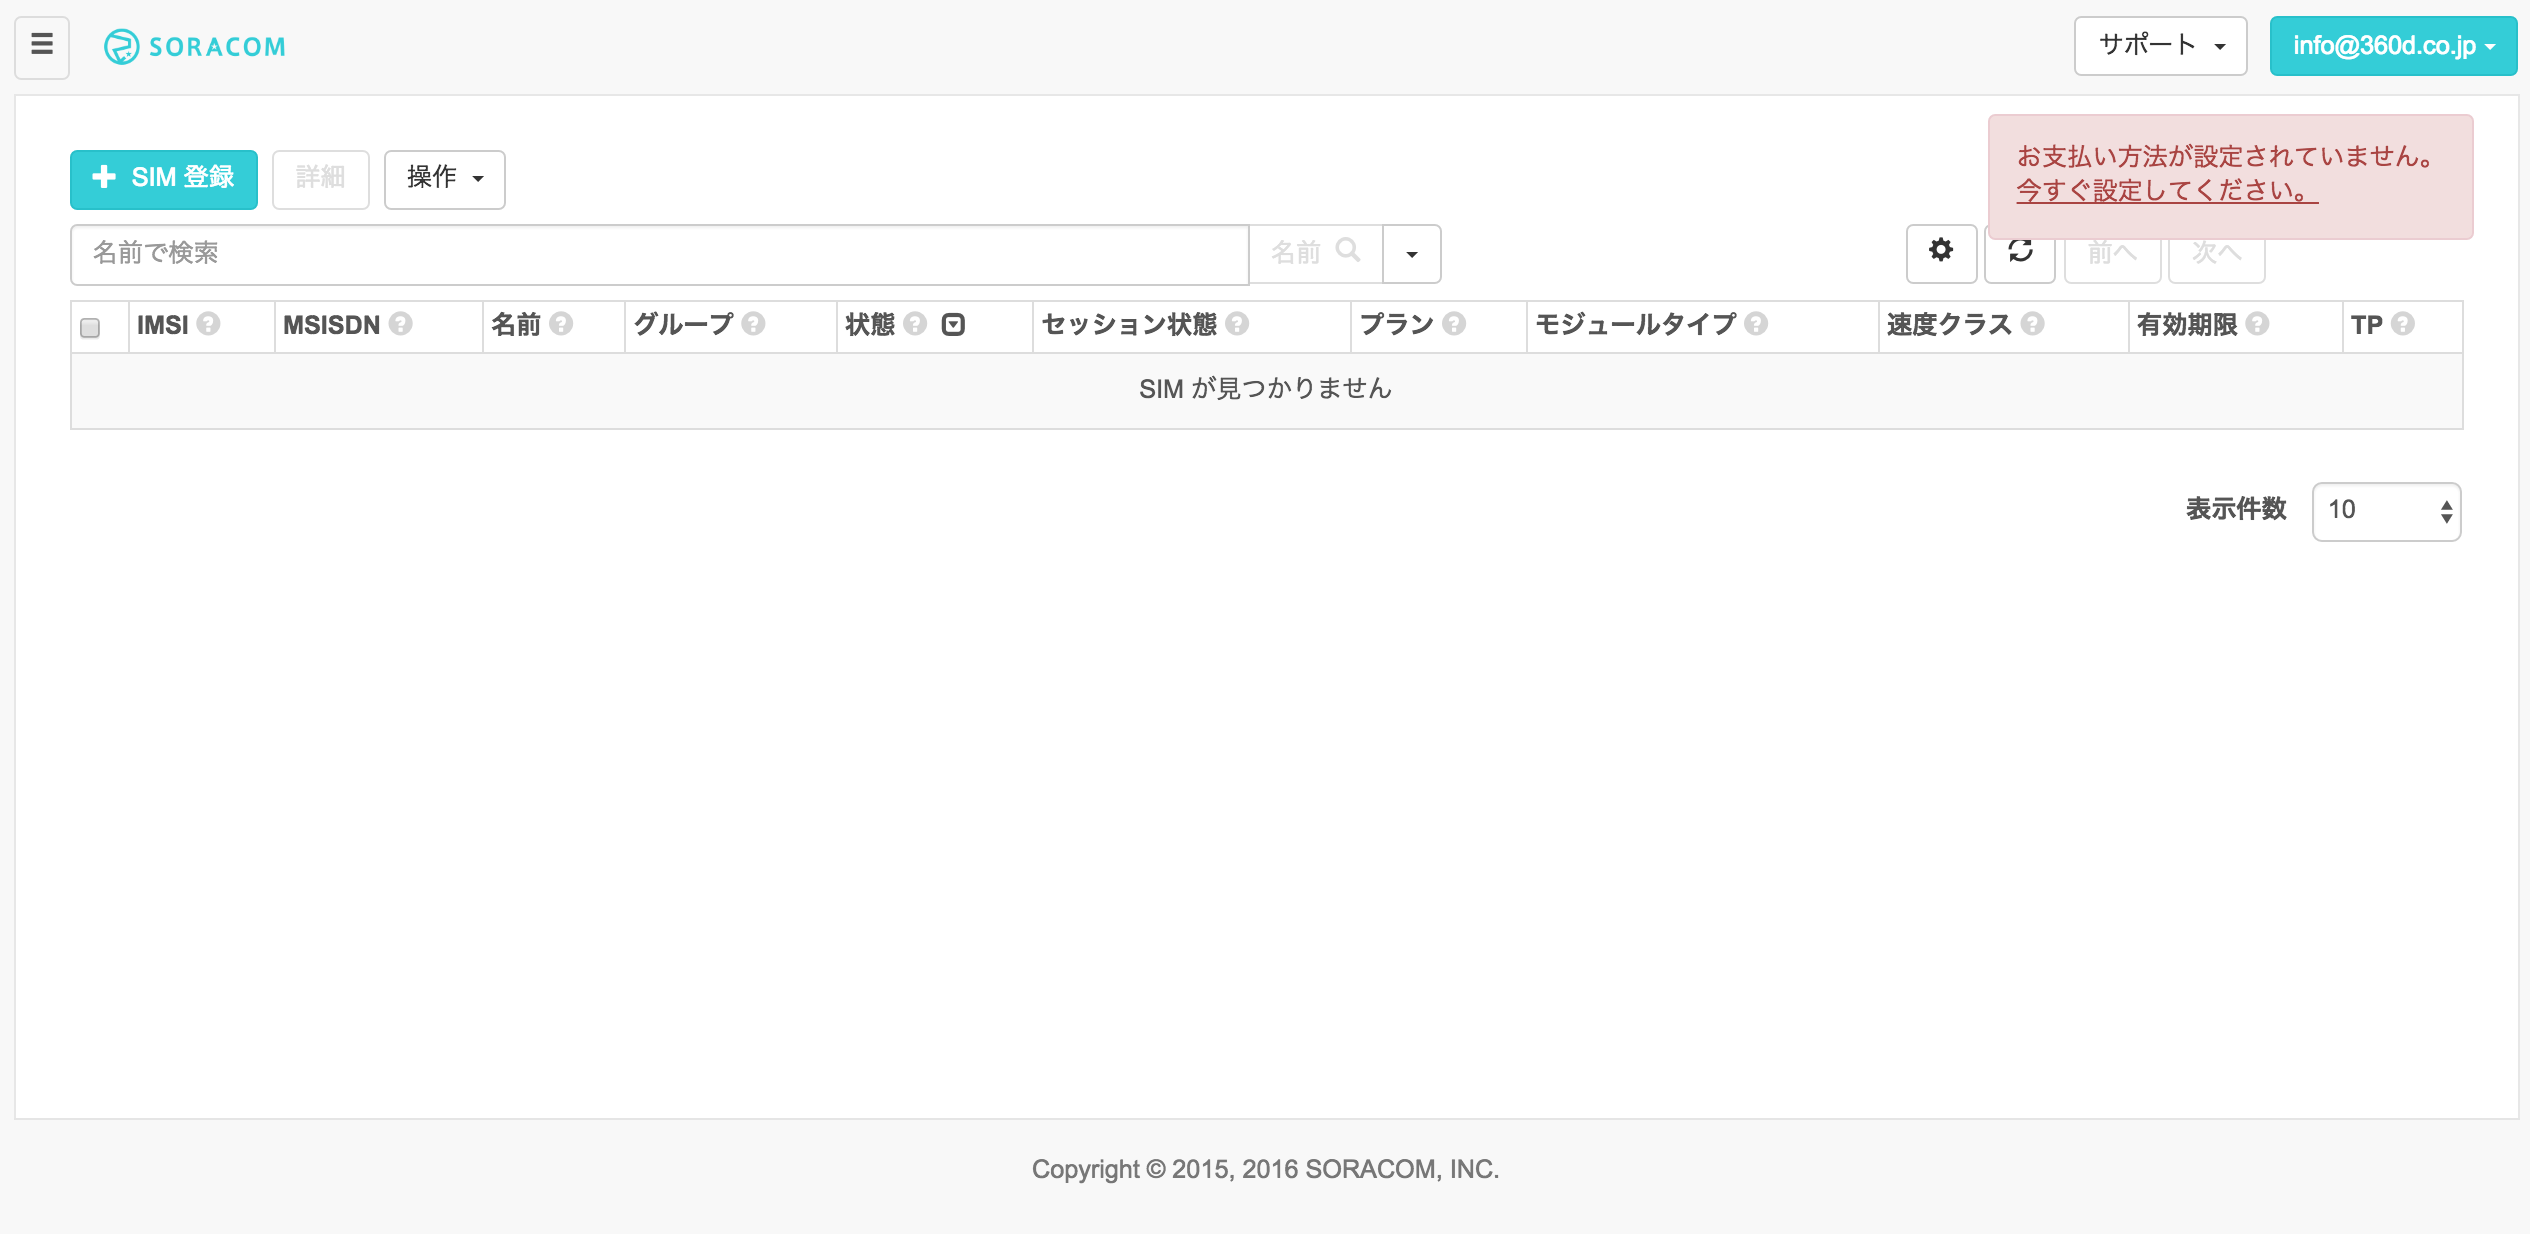 SORACOM
サポート
info@360d.co.jp
お支払い方法が設定されていません。
今すぐ設定してください。
SIM 登録
詳細
操作
名前で検索
名前
前へ
次へ
IMSI MSISDN 名前 グループ 状態 セッション状態 プラン モジュールタイプ 速度クラス 有効期限 TP
SIM が見つかりません
表示件数 10
Copyright © 2015, 2016 SORACOM, INC.